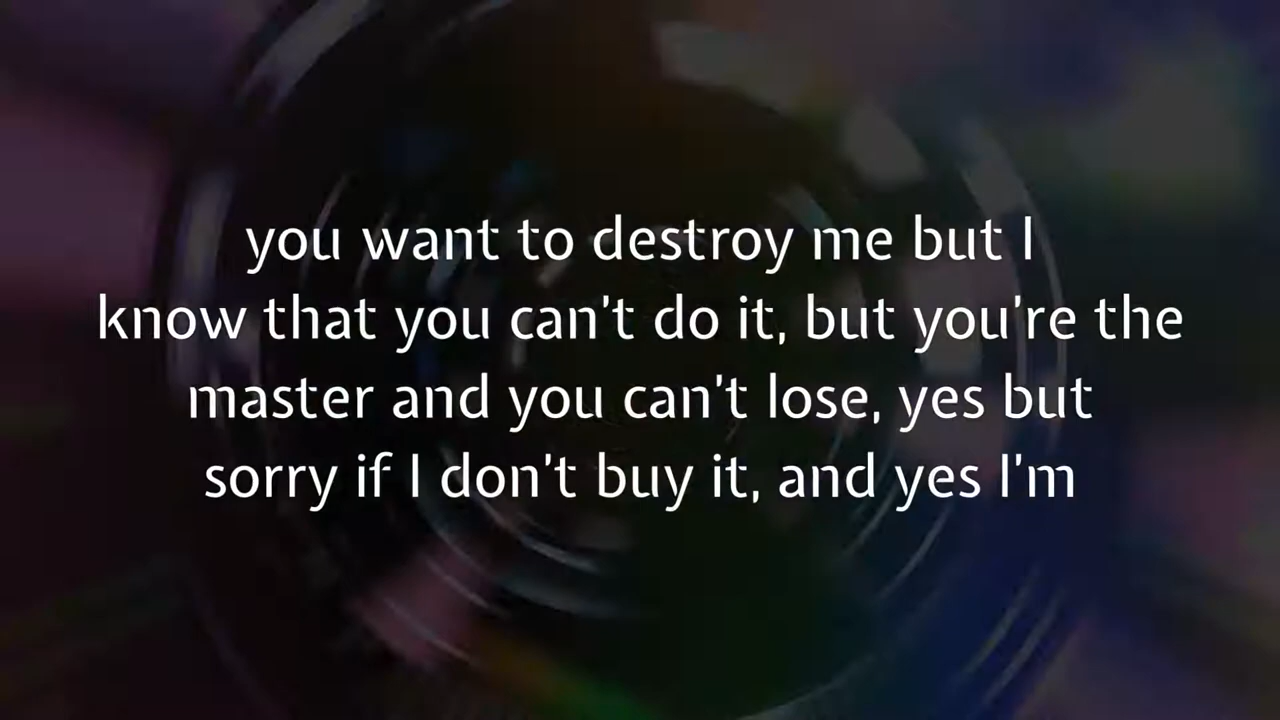 you want to destroy me but I
know that you can't do it, but you're the
master and you can't lose, yes but
sorry if I don't buy it, and yes I'm